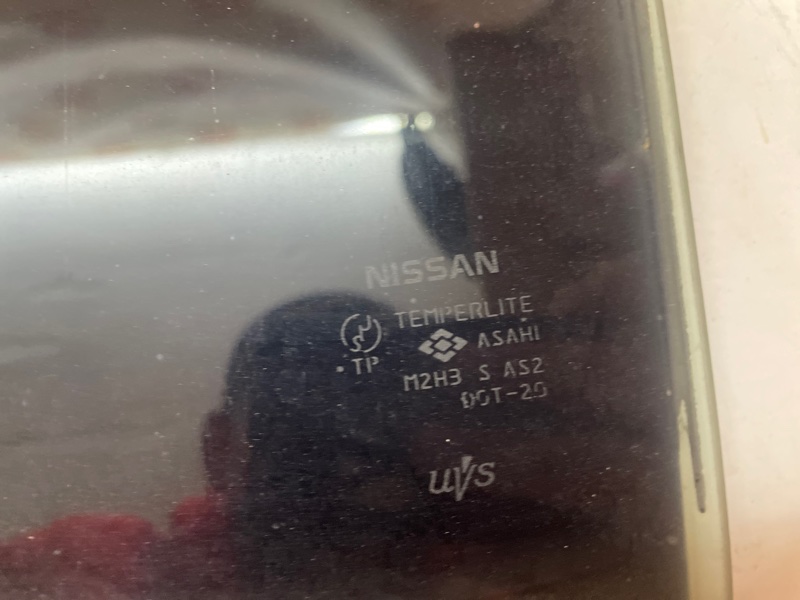 NISSAN
TEMPERLITE
ASAHI
TP
M2H3 S AS2
DOT-20
UVS